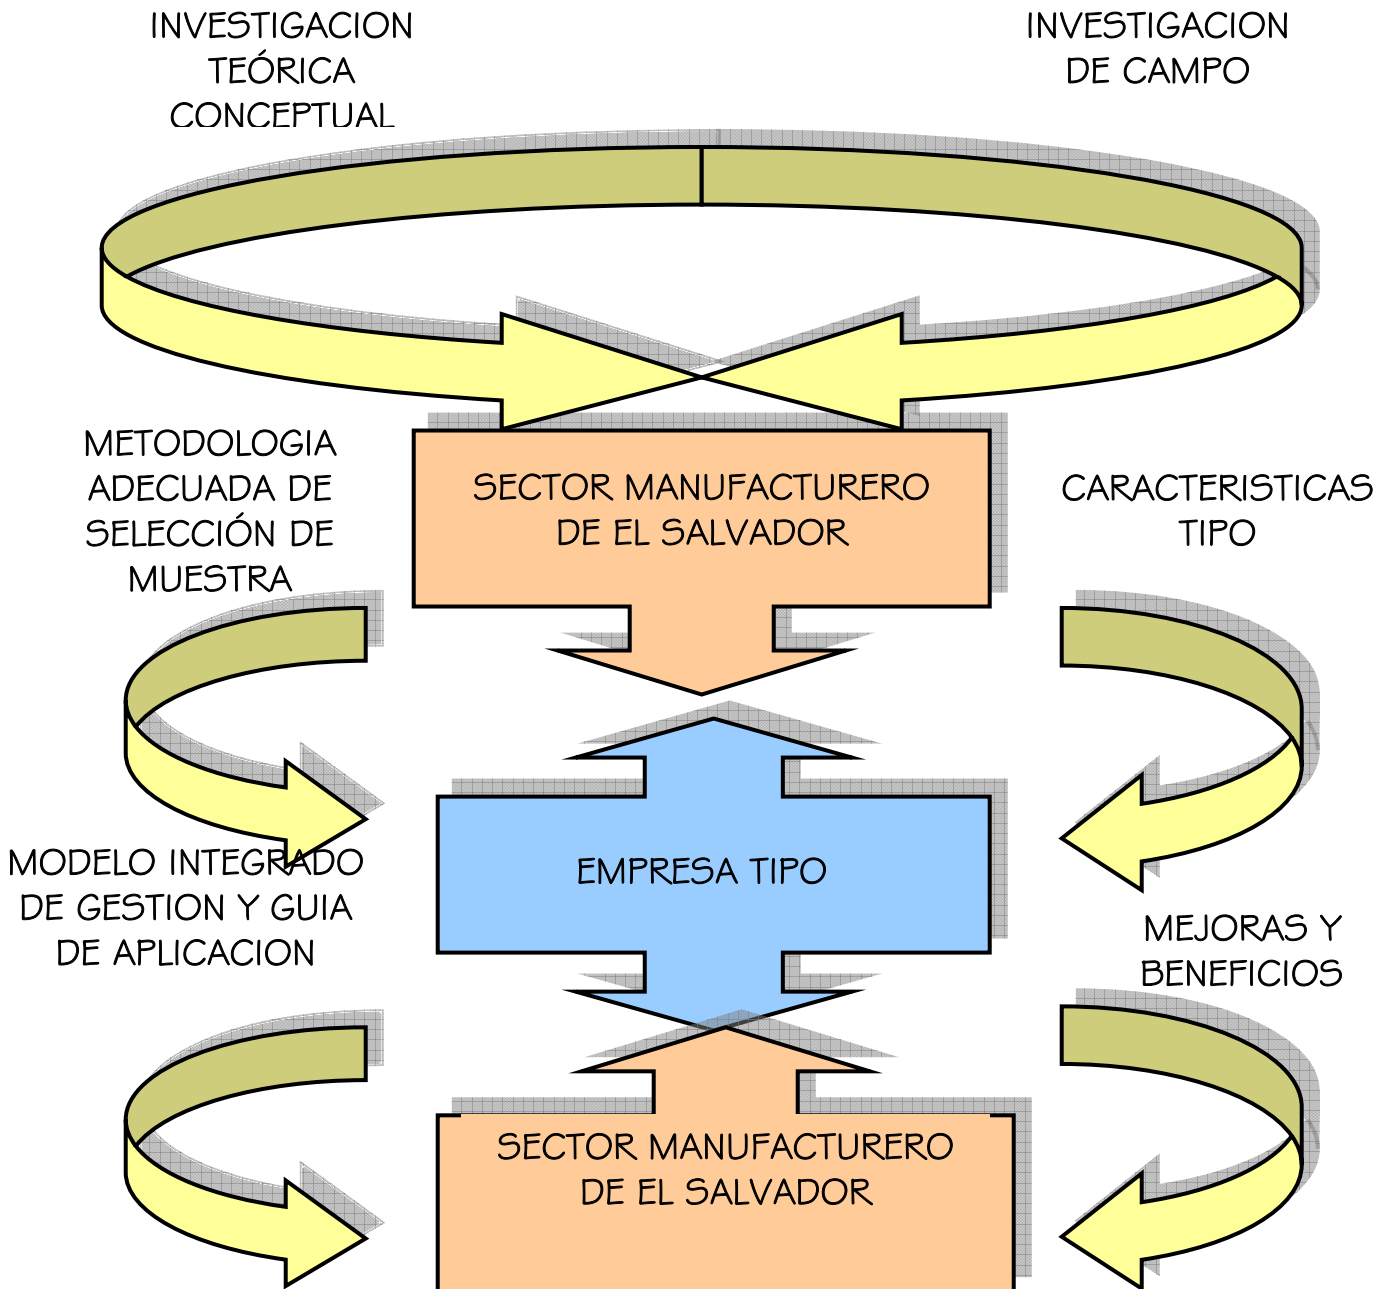 INVESTIGACION
TEÓRICA
CONCEPTUAL
INVESTIGACION
DE CAMPO
METODOLOGIA
ADECUADA DE
SELECCIÓN DE
MUESTRA
SECTOR MANUFACTURERO
DE EL SALVADOR
CARACTERISTICAS
TIPO
MODELO INTEGRADO
DE GESTION Y GUIA
DE APLICACION
EMPRESA TIPO
MEJORAS Y
BENEFICIOS
SECTOR MANUFACTURERO
DE EL SALVADOR